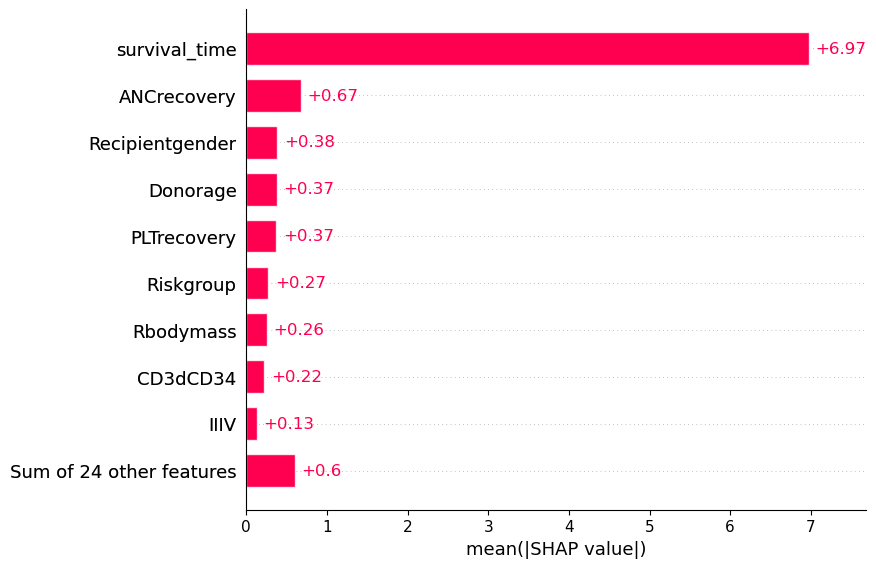 survival_time +6.97
ANCrecovery +0.67
Recipientgender +0.38
Donorage +0.37
PLTrecovery +0.37
Riskgroup +0.27
Rbodymass +0.26
CD3dCD34 +0.22
IIIV +0.13
Sum of 24 other features +0.6
0 1 2 3 4 5 6 7
mean(|SHAP value|)